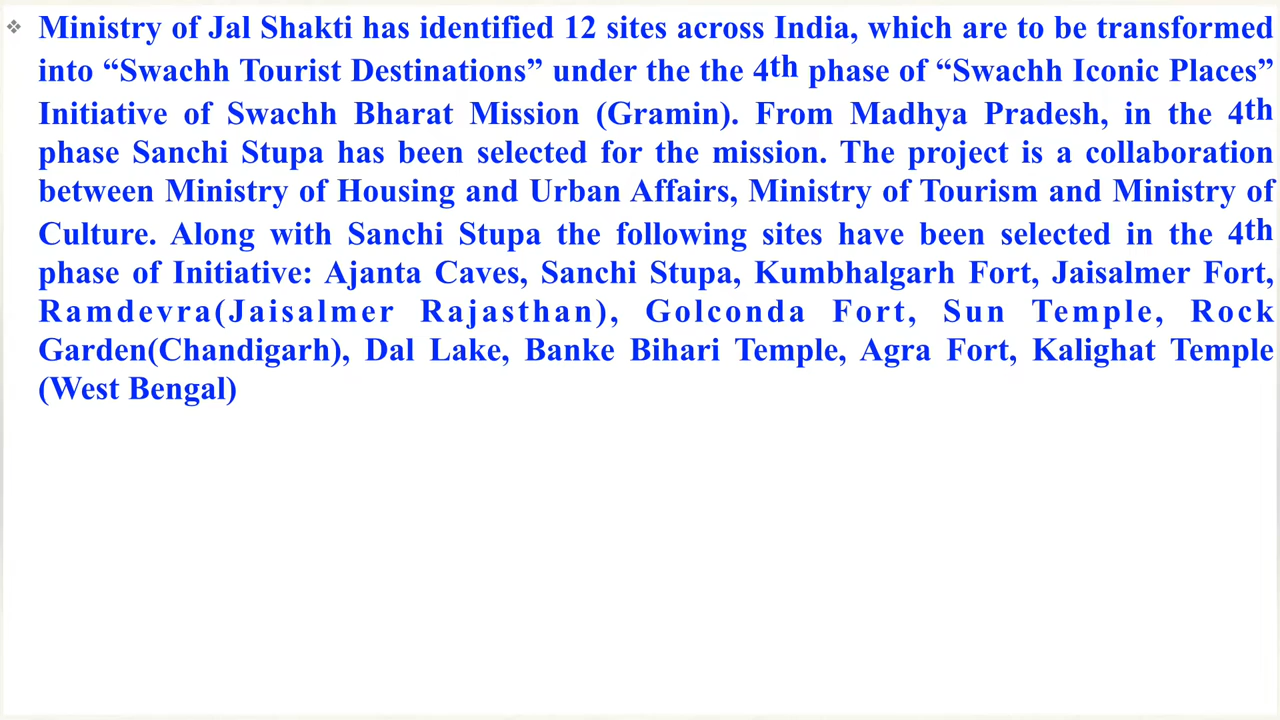 ❖ Ministry of Jal Shakti has identified 12 sites across India, which are to be transformed
into “Swachh Tourist Destinations” under the the 4th phase of “Swachh Iconic Places”
Initiative of Swachh Bharat Mission (Gramin). From Madhya Pradesh, in the 4th
phase Sanchi Stupa has been selected for the mission. The project is a collaboration
between Ministry of Housing and Urban Affairs, Ministry of Tourism and Ministry of
Culture. Along with Sanchi Stupa the following sites have been selected in the 4th
phase of Initiative: Ajanta Caves, Sanchi Stupa, Kumbhalgarh Fort, Jaisalmer Fort,
Ramdevra(Jaisalmer Rajasthan), Golconda Fort, Sun Temple, Rock
Garden(Chandigarh), Dal Lake, Banke Bihari Temple, Agra Fort, Kalighat Temple
(West Bengal)